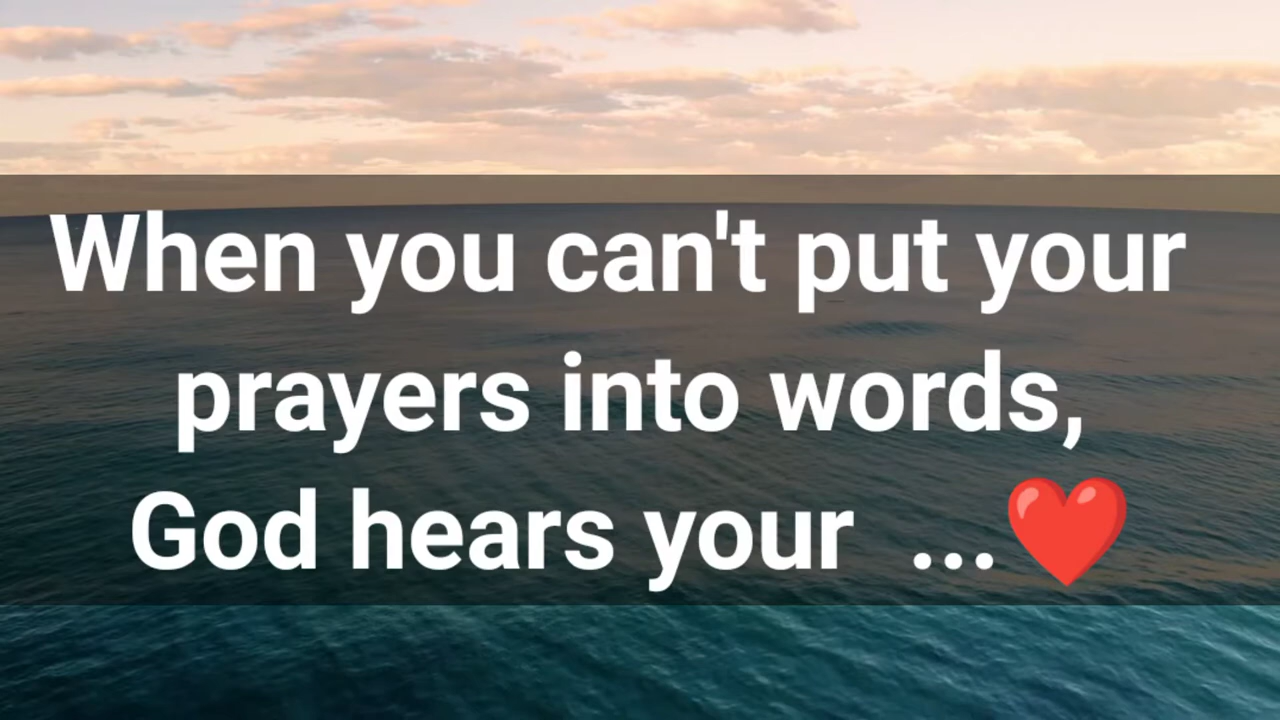 When you can't put your
prayers into words,
God hears your ...❤️